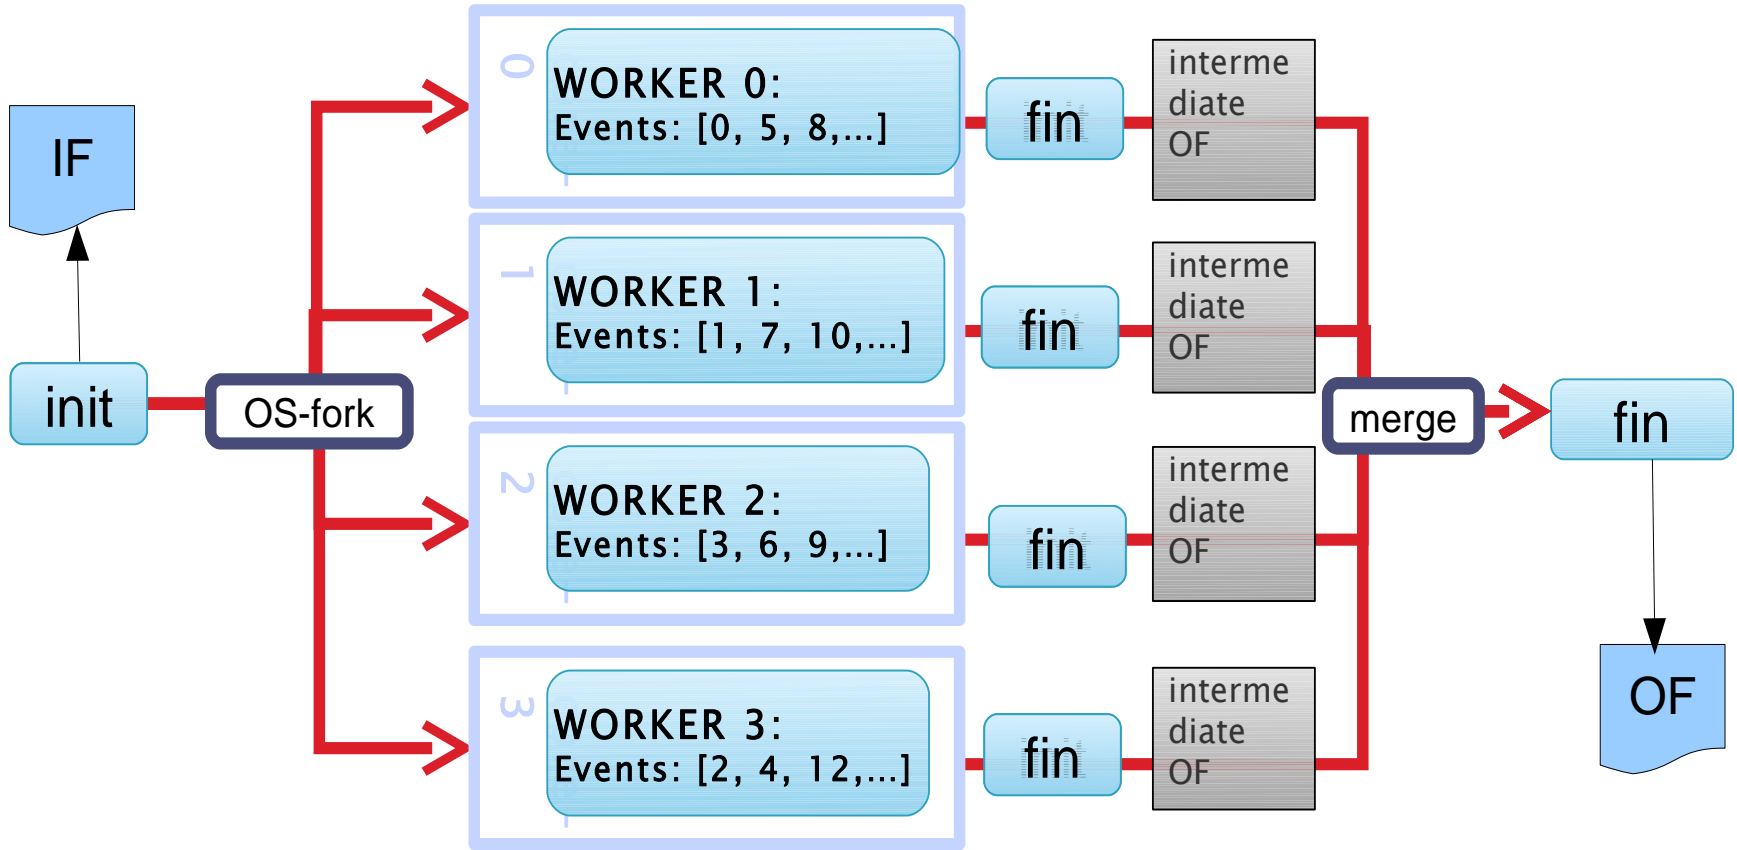 IF
init
OS-fork
0
WORKER 0:
Events: [0, 5, 8,...]
fin
interme
diate
OF
1
WORKER 1:
Events: [1, 7, 10,...]
fin
interme
diate
OF
2
WORKER 2:
Events: [3, 6, 9,...]
fin
interme
diate
OF
3
WORKER 3:
Events: [2, 4, 12,...]
fin
interme
diate
OF
merge
fin
OF